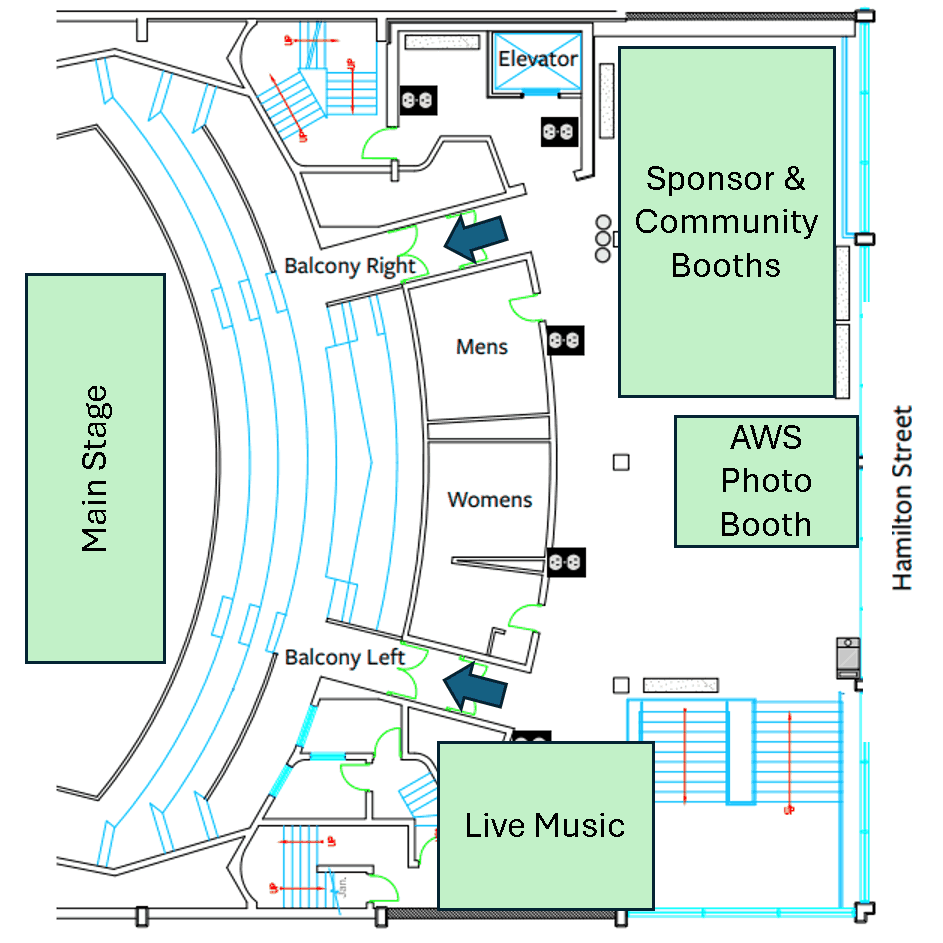 UP
UP
UP
Elevator
Sponsor &
Community
Booths
Balcony Right
Mens
Main Stage
AWS
Photo
Booth
Hamilton Street
Womens
Balcony Left
UP
Live Music
UP
Jan.
UP